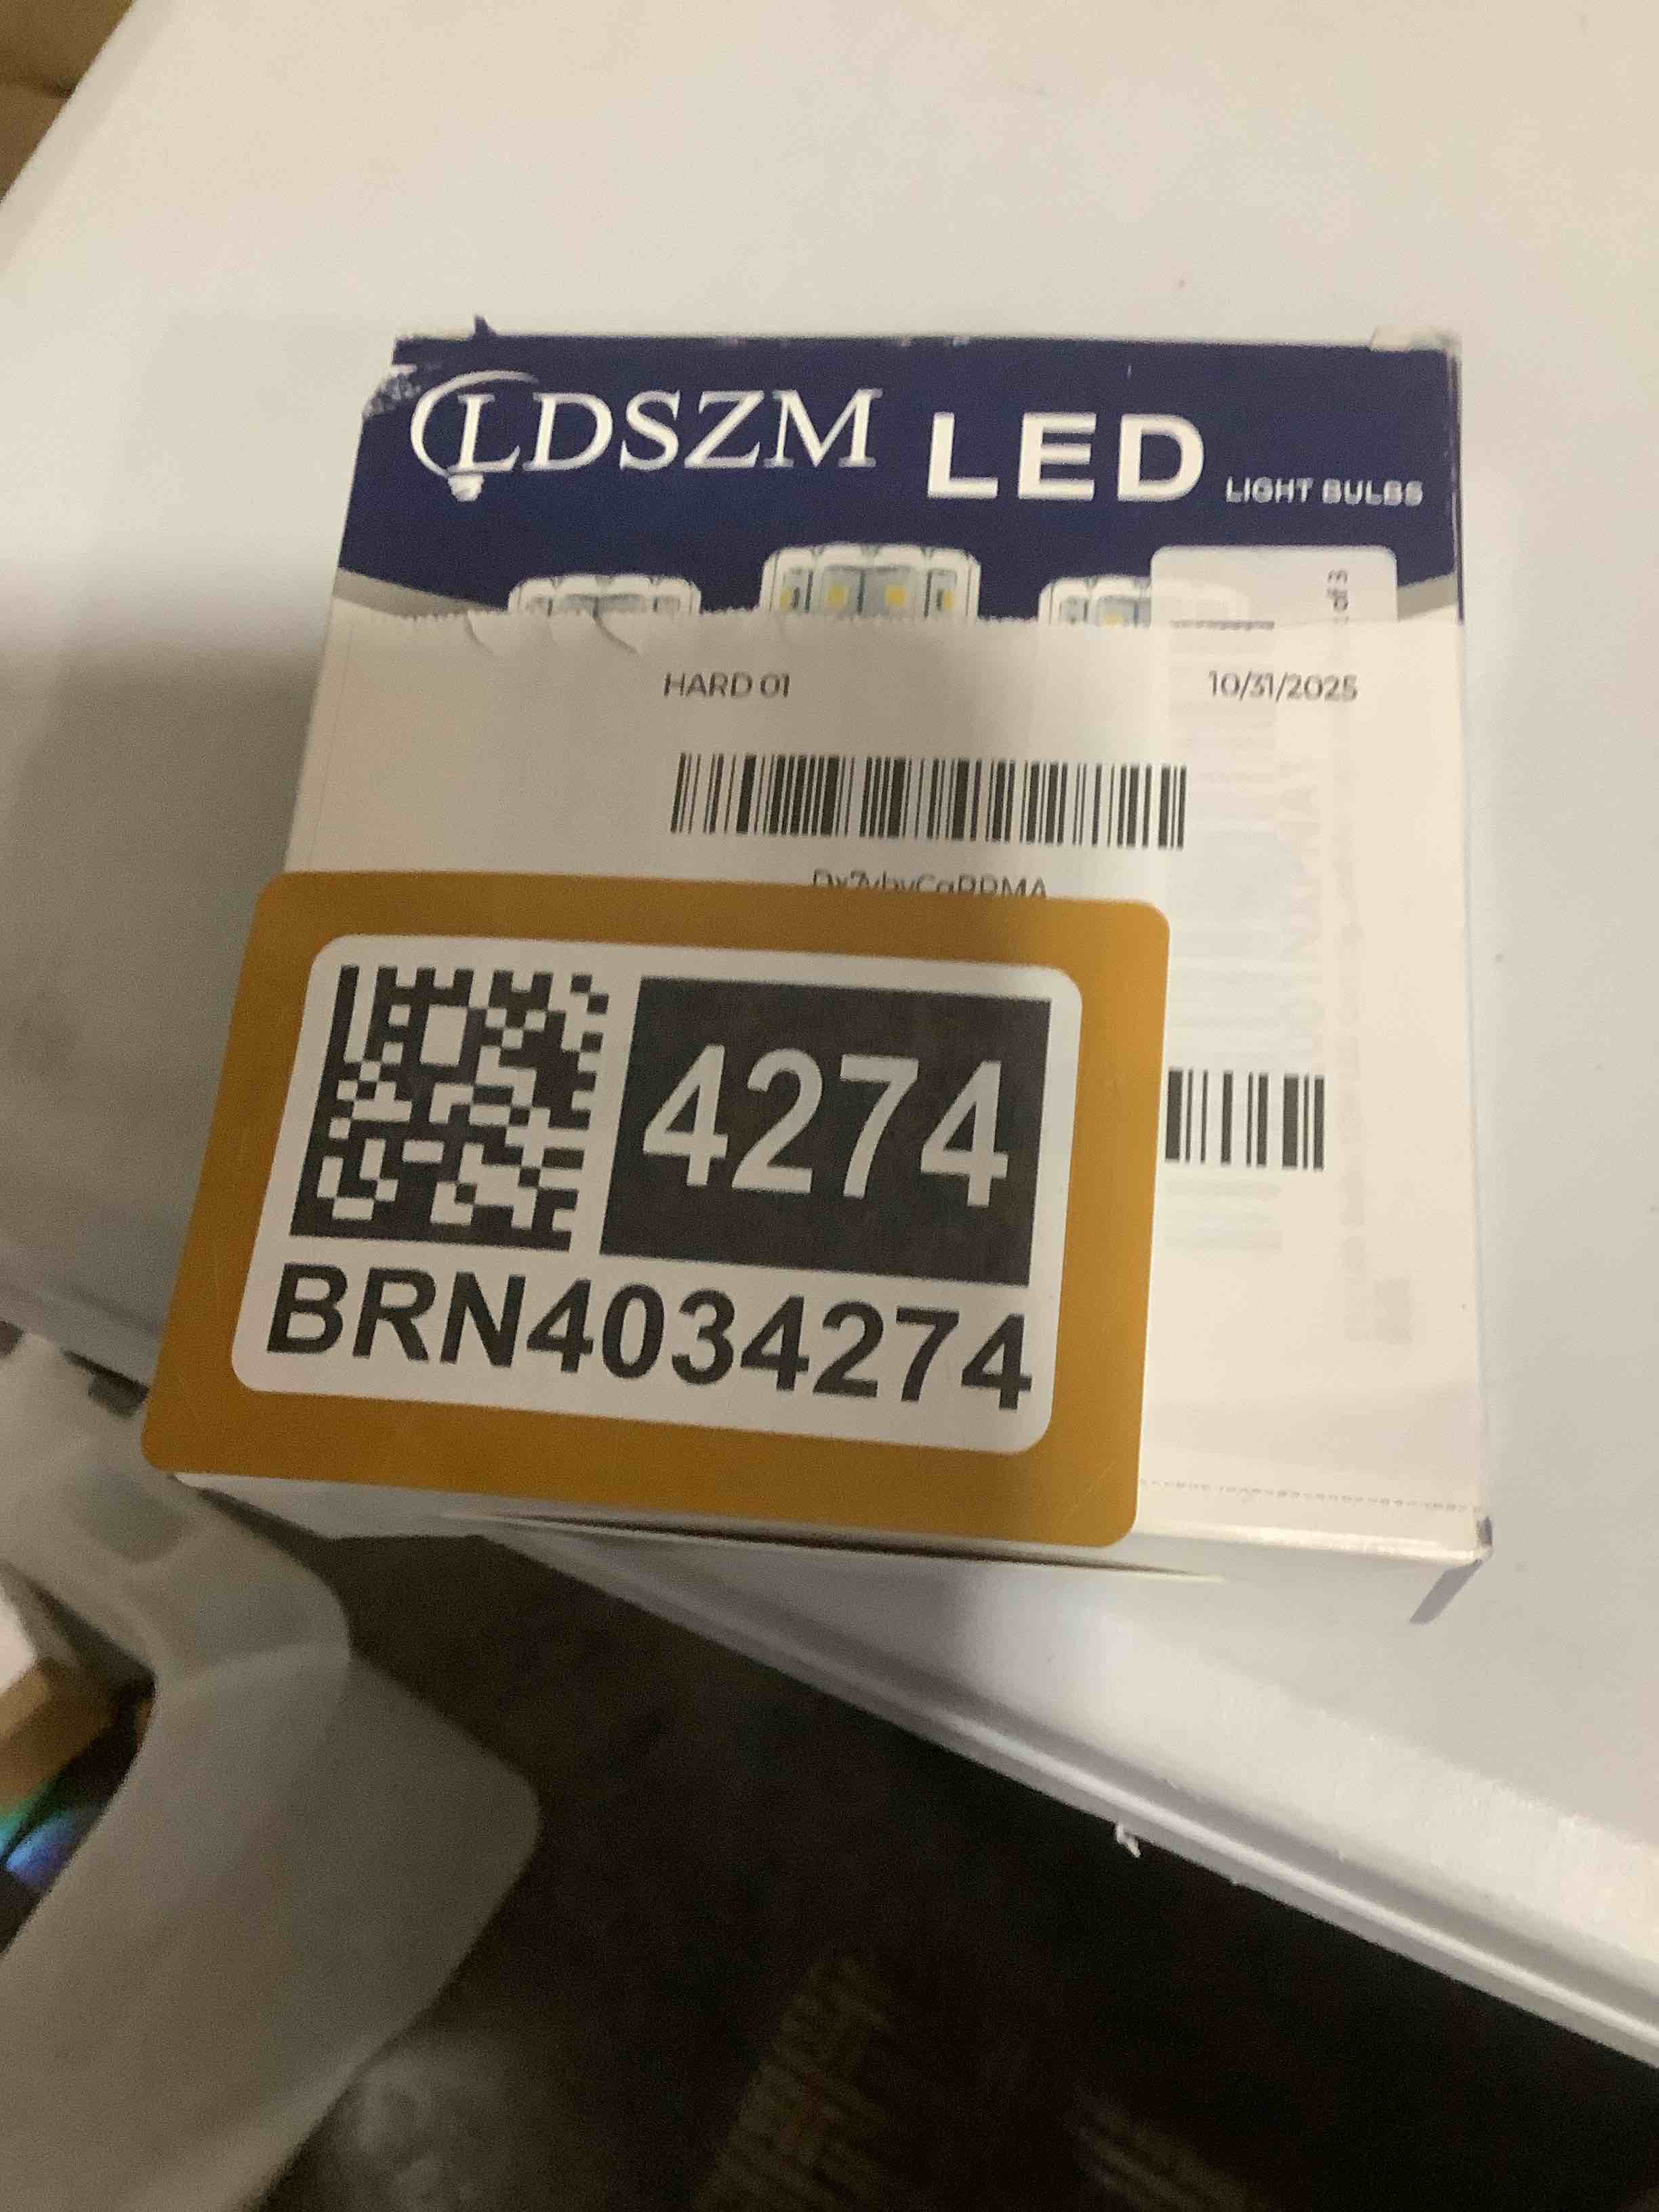 LDSZM LED LIGHT BULBS
HARD 01 10/31/2025
4274
BRN4034274